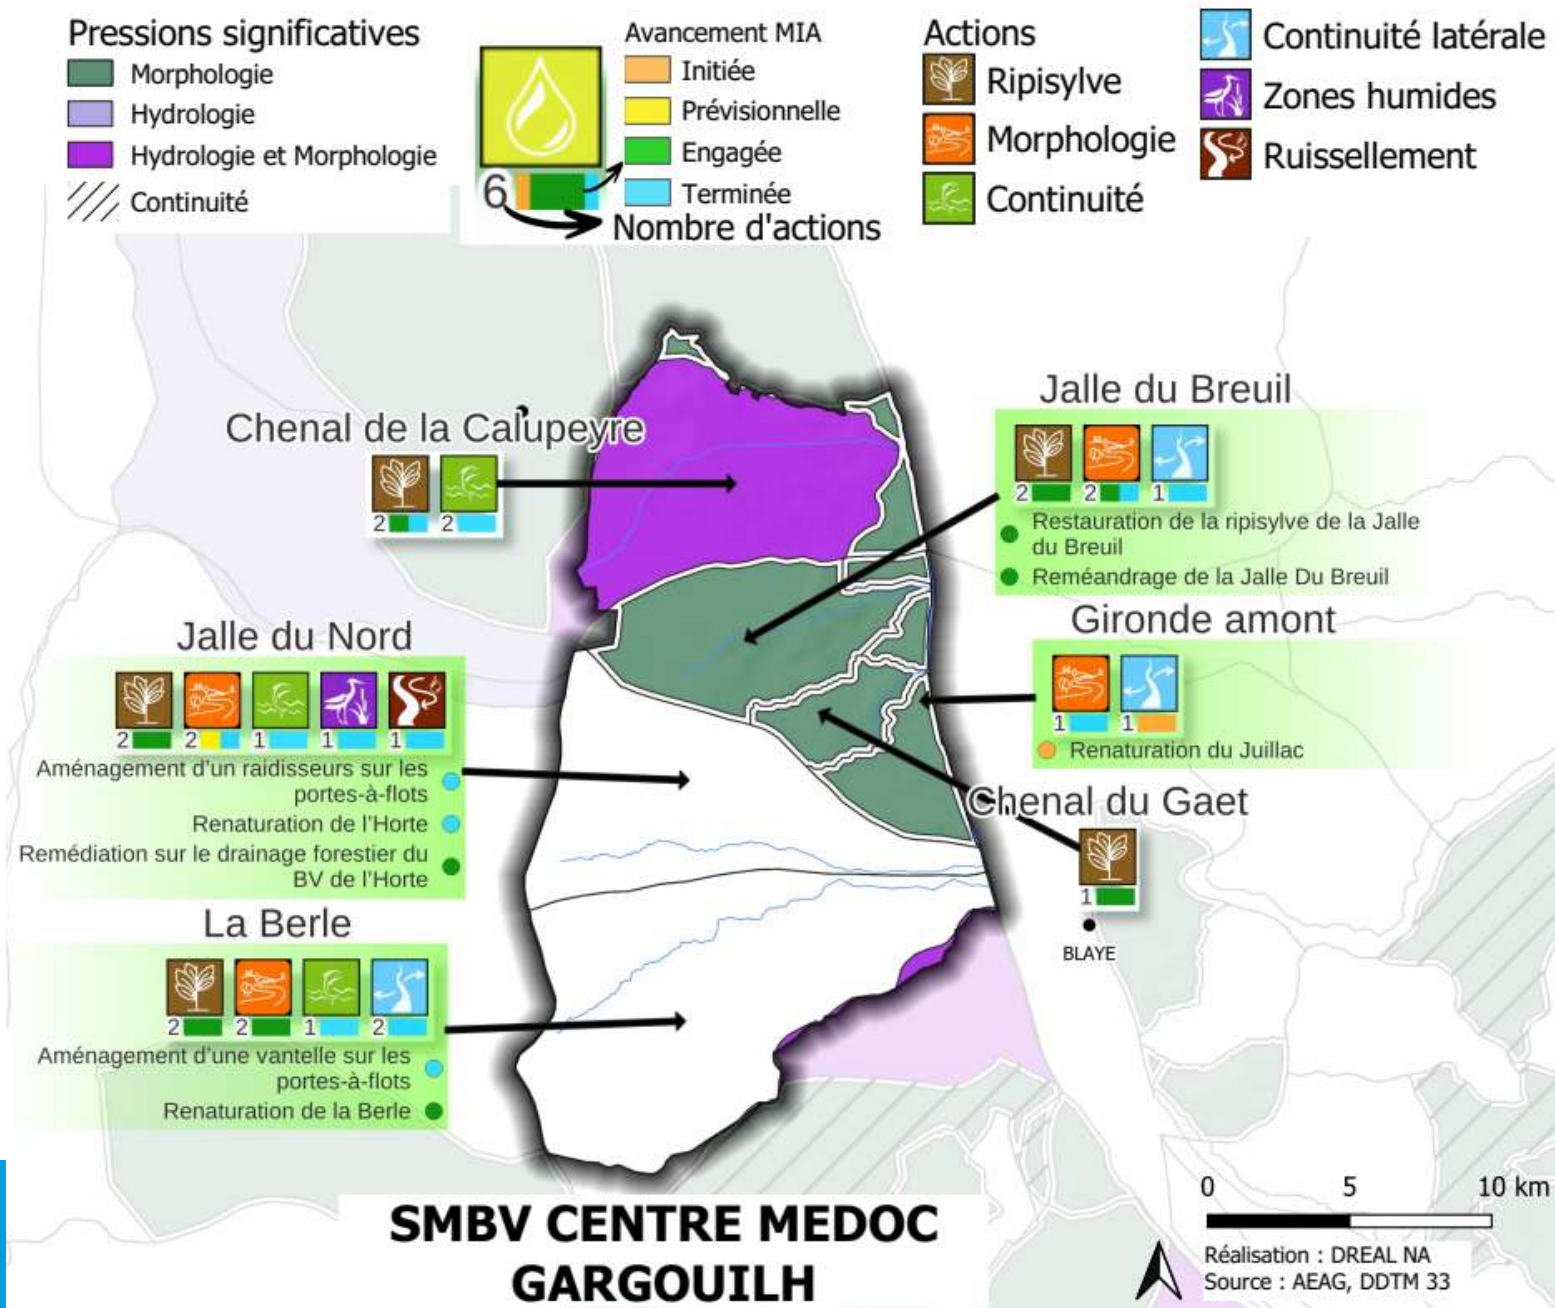 Pressions significatives
Morphologie
Hydrologie
Hydrologie et Morphologie
Continuité
6
Avancement MIA
Initiée
Prévisionnelle
Engagée
Terminée
Nombre d'actions
Actions
Ripisylve
Morphologie
Continuité
Continuité latérale
Zones humides
Ruissellement
Chenal de la Calupeyre
2 2
Jalle du Breuil
2 2 1
Restauration de la ripisylve de la Jalle
du Breuil
Reméandrage de la Jalle Du Breuil
Gironde amont
1 1
Renaturation du Juillac
Jalle du Nord
2 2 1 1 1
Aménagement d'un raidisseurs sur les
portes-à-flots
Renaturation de l'Horte
Remédiation sur le drainage forestier du
BV de l'Horte
Chenal du Gaet
1
BLAYE
La Berle
2 2 1 2
Aménagement d'une vantelle sur les
portes-à-flots
Renaturation de la Berle
SMBV CENTRE MEDOC
GARGOUILH
0 5 10 km
Réalisation : DREAL NA
Source : AEAG, DDTM 33